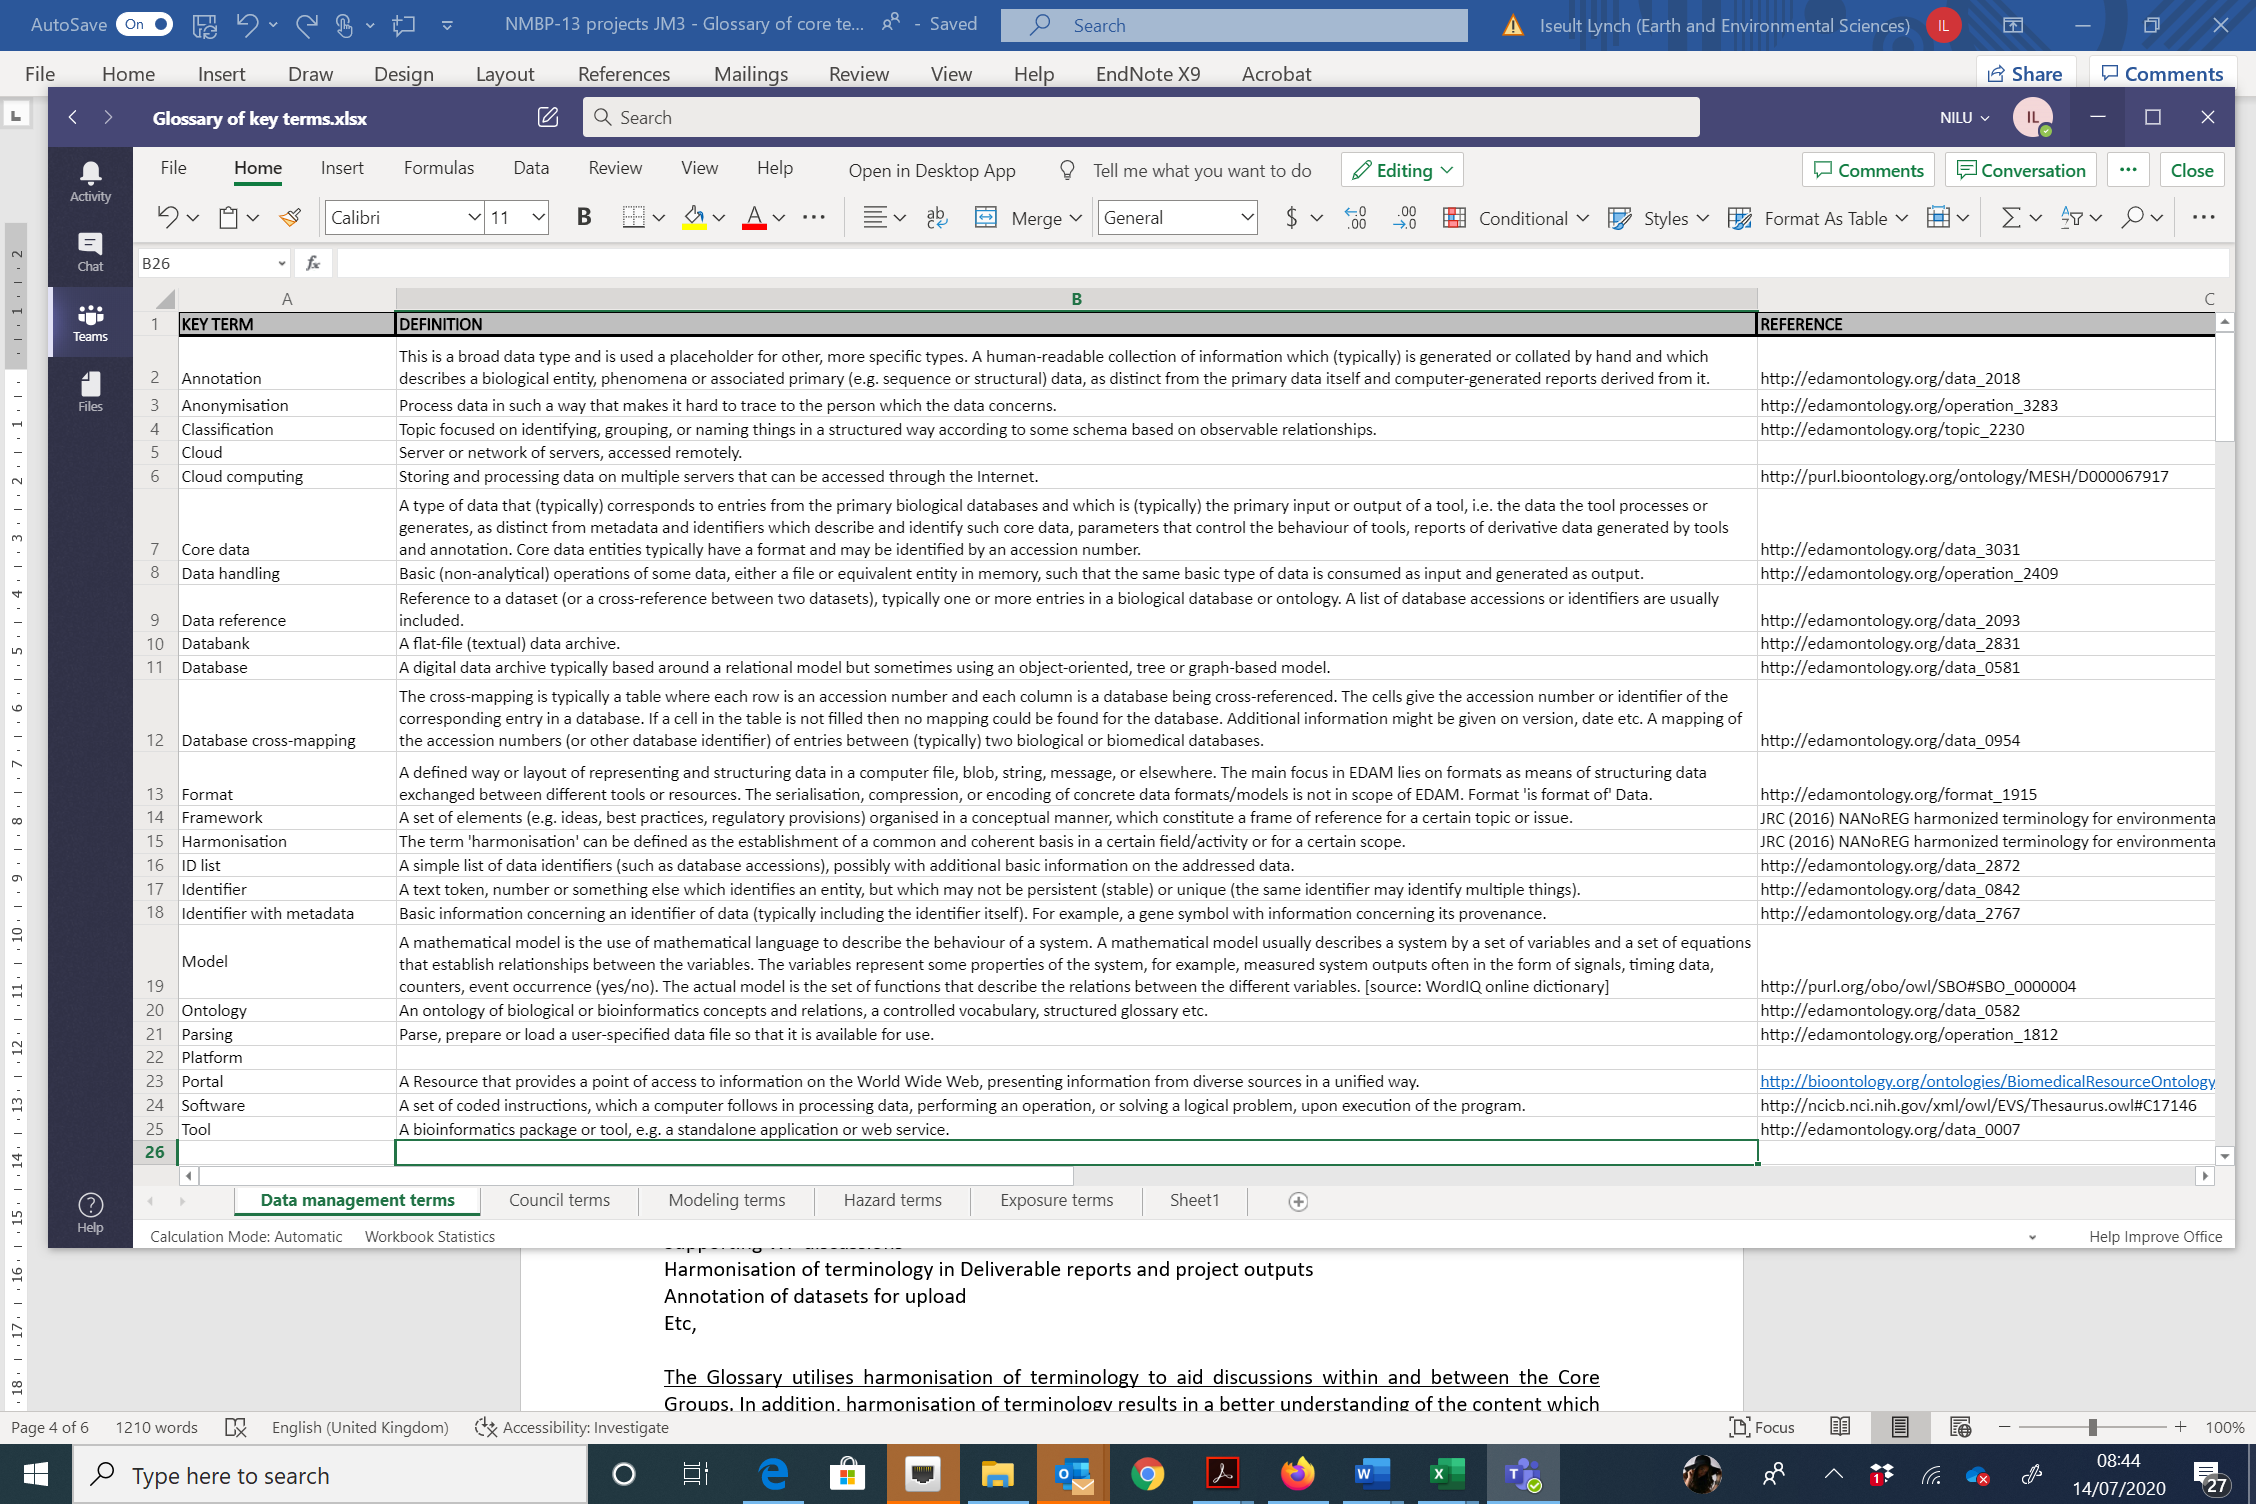 AutoSave On NMBP-13 projects JM3 - Glossary of core te... - Saved Search Iseult Lynch (Earth and Environmental Sciences) IL
File Home Insert Draw Design Layout References Mailings Review View Help EndNote X9 Acrobat Share Comments
Glossary of key terms.xlsx Search NILU IL
File Home Insert Formulas Data Review View Help Open in Desktop App Tell me what you want to do Editing Comments Conversation ... Close
Calibri 11 B A ... ab Merge General $ Conditional Styles Format As Table ...
Activity
Chat
Teams
Files
Help
B26 fx
A B C
1 KEY TERM DEFINITION REFERENCE
This is a broad data type and is used a placeholder for other, more specific types. A human-readable collection of information which (typically) is generated or collated by hand and which
2 Annotation describes a biological entity, phenomena or associated primary (e.g. sequence or structural) data, as distinct from the primary data itself and computer-generated reports derived from it. http://edamontology.org/data_2018
3 Anonymisation Process data in such a way that makes it hard to trace to the person which the data concerns. http://edamontology.org/operation_3283
4 Classification Topic focused on identifying, grouping, or naming things in a structured way according to some schema based on observable relationships. http://edamontology.org/topic_2230
5 Cloud Server or network of servers, accessed remotely.
6 Cloud computing Storing and processing data on multiple servers that can be accessed through the Internet. http://purl.bioontology.org/ontology/MESH/D000067917
A type of data that (typically) corresponds to entries from the primary biological databases and which is (typically) the primary input or output of a tool, i.e. the data the tool processes or
generates, as distinct from metadata and identifiers which describe and identify such core data, parameters that control the behaviour of tools, reports of derivative data generated by tools
7 Core data and annotation. Core data entities typically have a format and may be identified by an accession number. http://edamontology.org/data_3031
8 Data handling Basic (non-analytical) operations of some data, either a file or equivalent entity in memory, such that the same basic type of data is consumed as input and generated as output. http://edamontology.org/operation_2409
Reference to a dataset (or a cross-reference between two datasets), typically one or more entries in a biological database or ontology. A list of database accessions or identifiers are usually
9 Data reference included. http://edamontology.org/data_2093
10 Databank A flat-file (textual) data archive. http://edamontology.org/data_2831
11 Database A digital data archive typically based around a relational model but sometimes using an object-oriented, tree or graph-based model. http://edamontology.org/data_0581
The cross-mapping is typically a table where each row is an accession number and each column is a database being cross-referenced. The cells give the accession number or identifier of the
corresponding entry in a database. If a cell in the table is not filled then no mapping could be found for the database. Additional information might be given on version, date etc. A mapping of
12 Database cross-mapping the accession numbers (or other database identifier) of entries between (typically) two biological or biomedical databases. http://edamontology.org/data_0954
A defined way or layout of representing and structuring data in a computer file, blob, string, message, or elsewhere. The main focus in EDAM lies on formats as means of structuring data
13 Format exchanged between different tools or resources. The serialisation, compression, or encoding of concrete data formats/models is not in scope of EDAM. Format 'is format of' Data. http://edamontology.org/format_1915
14 Framework A set of elements (e.g. ideas, best practices, regulatory provisions) organised in a conceptual manner, which constitute a frame of reference for a certain topic or issue. JRC (2016) NANoREG harmonized terminology for environmenta
15 Harmonisation The term 'harmonisation' can be defined as the establishment of a common and coherent basis in a certain field/activity or for a certain scope. JRC (2016) NANoREG harmonized terminology for environmenta
16 ID list A simple list of data identifiers (such as database accessions), possibly with additional basic information on the addressed data. http://edamontology.org/data_2872
17 Identifier A text token, number or something else which identifies an entity, but which may not be persistent (stable) or unique (the same identifier may identify multiple things). http://edamontology.org/data_0842
18 Identifier with metadata Basic information concerning an identifier of data (typically including the identifier itself). For example, a gene symbol with information concerning its provenance. http://edamontology.org/data_2767
A mathematical model is the use of mathematical language to describe the behaviour of a system. A mathematical model usually describes a system by a set of variables and a set of equations
Model that establish relationships between the variables. The variables represent some properties of the system, for example, measured system outputs often in the form of signals, timing data,
19 counters, event occurrence (yes/no). The actual model is the set of functions that describe the relations between the different variables. [source: WordIQ online dictionary] http://purl.org/obo/owl/SBO#SBO_0000004
20 Ontology An ontology of biological or bioinformatics concepts and relations, a controlled vocabulary, structured glossary etc. http://edamontology.org/data_0582
21 Parsing Parse, prepare or load a user-specified data file so that it is available for use. http://edamontology.org/operation_1812
22 Platform
23 Portal A Resource that provides a point of access to information on the World Wide Web, presenting information from diverse sources in a unified way. http://bioontology.org/ontologies/BiomedicalResourceOntology
24 Software A set of coded instructions, which a computer follows in processing data, performing an operation, or solving a logical problem, upon execution of the program. http://ncicb.nci.nih.gov/xml/owl/EVS/Thesaurus.owl#C17146
25 Tool A bioinformatics package or tool, e.g. a standalone application or web service. http://edamontology.org/data_0007
26
Data management terms Council terms Modeling terms Hazard terms Exposure terms Sheet1
Calculation Mode: Automatic Workbook Statistics Help Improve Office
Harmonisation of terminology in Deliverable reports and project outputs
Annotation of datasets for upload
Etc,
The Glossary utilises harmonisation of terminology to aid discussions within and between the Core
Groups. In addition, harmonisation of terminology results in a better understanding of the content which
Page 4 of 6 1210 words English (United Kingdom) Accessibility: Investigate Focus 100%
Type here to search 08:44
14/07/2020 27